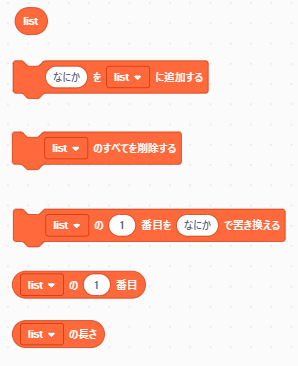 list
なにか を list に追加する
list のすべてを削除する
list の 1 番目を なにか で置き換える
list の 1 番目
list の長さ